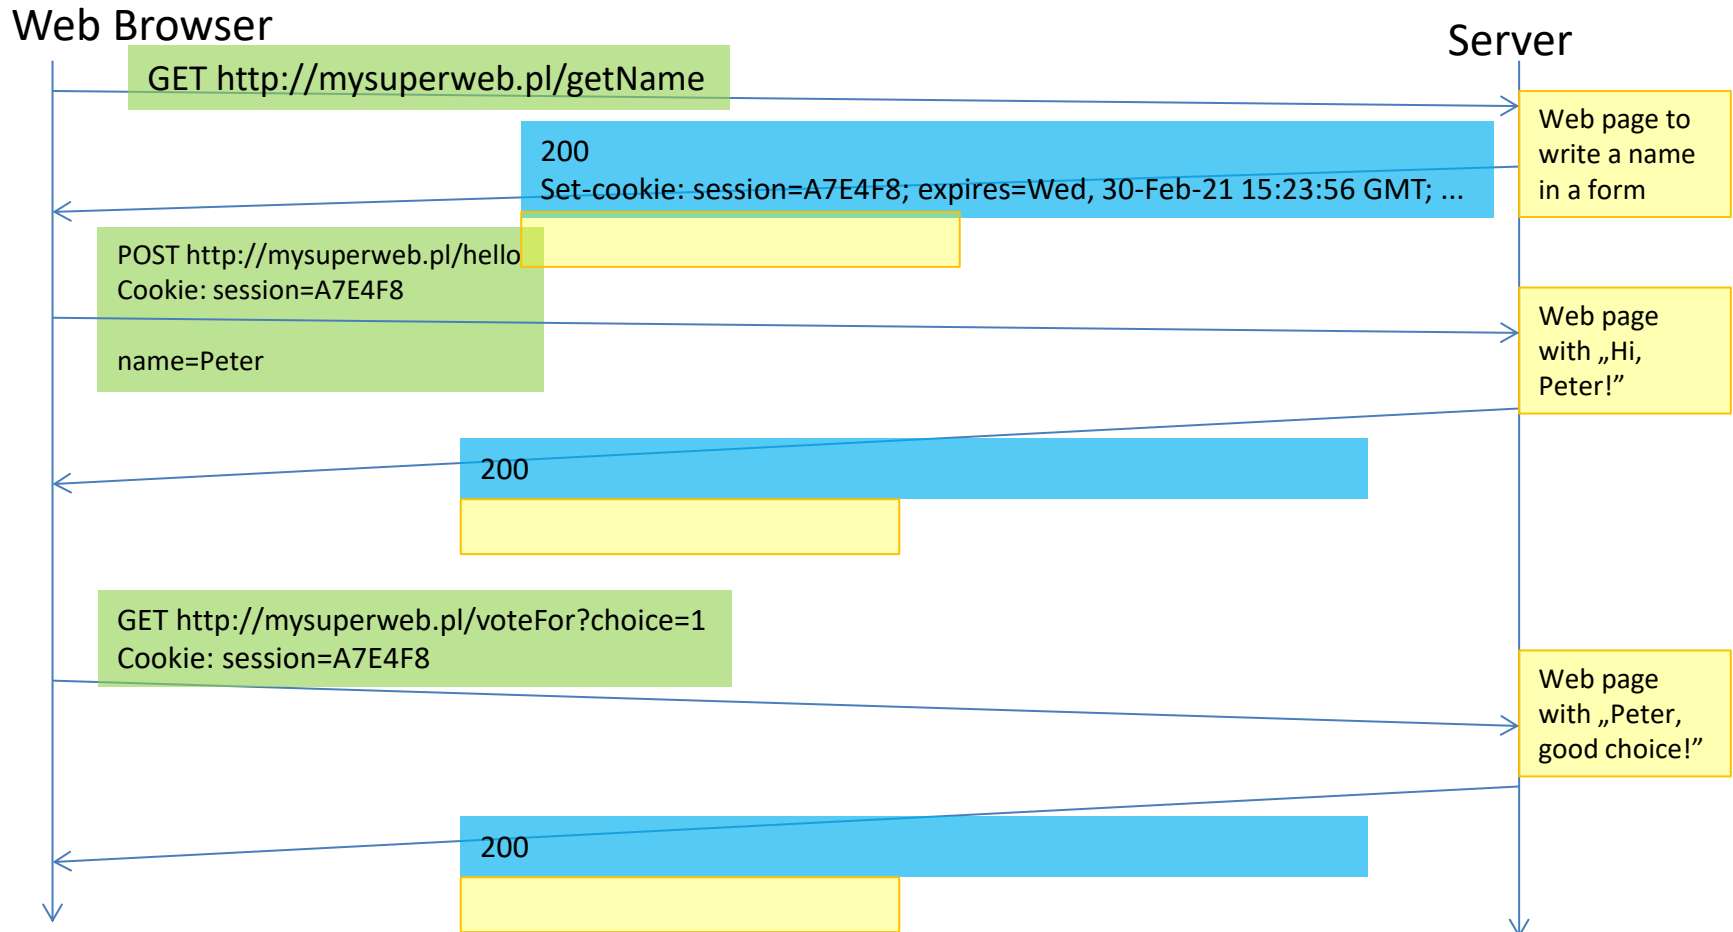 Web Browser
Server
GET http://mysuperweb.pl/getName
Web page to
write a name
in a form
200
Set-cookie: session=A7E4F8; expires=Wed, 30-Feb-21 15:23:56 GMT; ...
POST http://mysuperweb.pl/hello
Cookie: session=A7E4F8
name=Peter
Web page
with „Hi,
Peter!”
200
GET http://mysuperweb.pl/voteFor?choice=1
Cookie: session=A7E4F8
Web page
with „Peter,
good choice!”
200